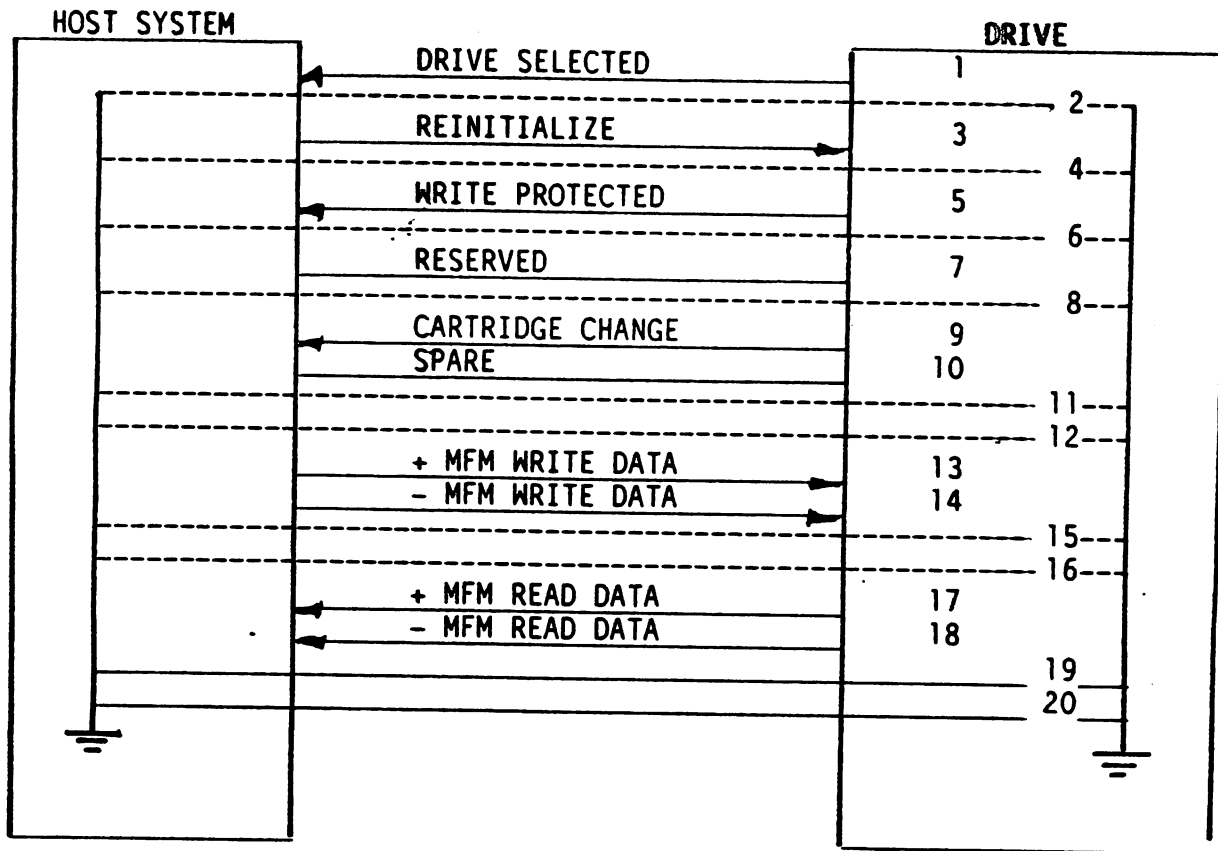 HOST SYSTEM
DRIVE
DRIVE SELECTED 1
2
REINITIALIZE 3
4
WRITE PROTECTED 5
6
RESERVED 7
8
CARTRIDGE CHANGE 9
SPARE 10
11
12
+ MFM WRITE DATA 13
- MFM WRITE DATA 14
15
16
+ MFM READ DATA 17
- MFM READ DATA 18
19
20